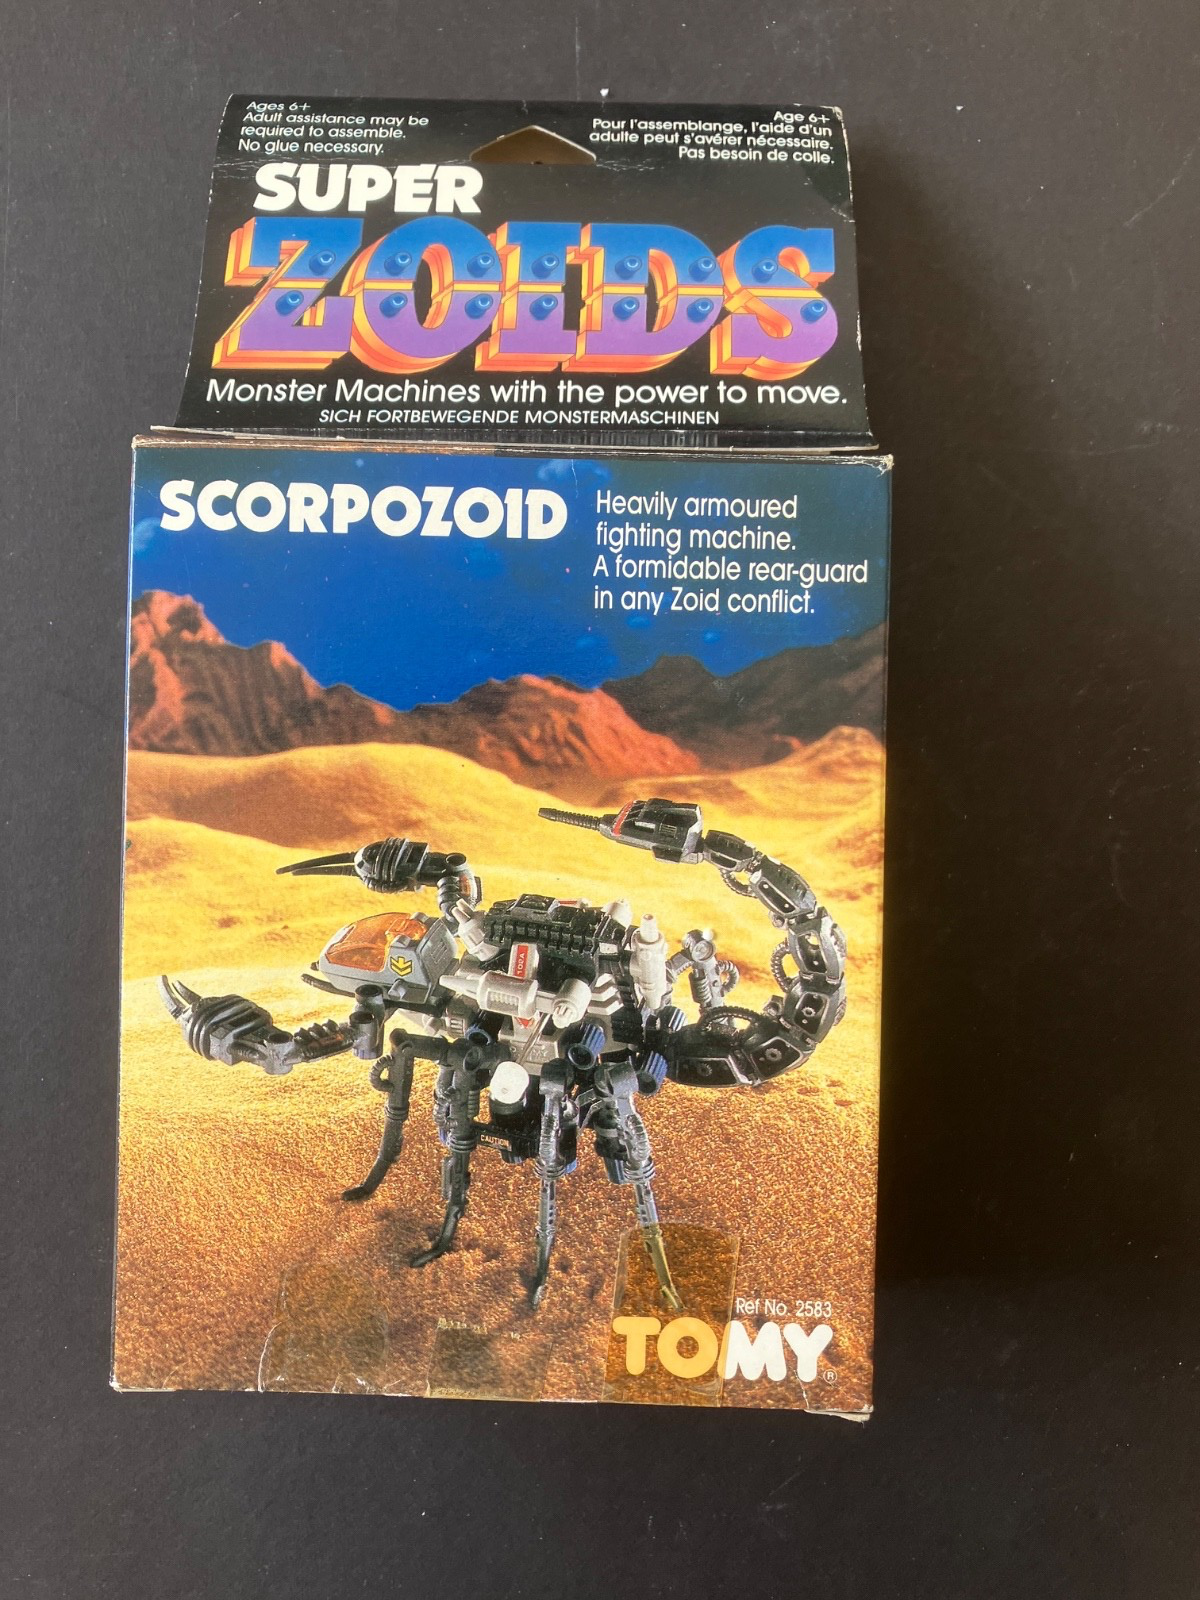 Ages 6+
Adult assistance may be
required to assemble.
No glue necessary.
Age 6+
Pour l'assemblange, l'aide d'un
adulte peut s'avérer nécessaire.
Pas besoin de colle.
SUPER
ZOIDS
Monster Machines with the power to move.
SICH FORTBEWEGENDE MONSTERMASCHINEN
SCORPOZOID
Heavily armoured
fighting machine.
A formidable rear-guard
in any Zoid conflict.
CAUTION
Ref No. 2583
TOMY
®